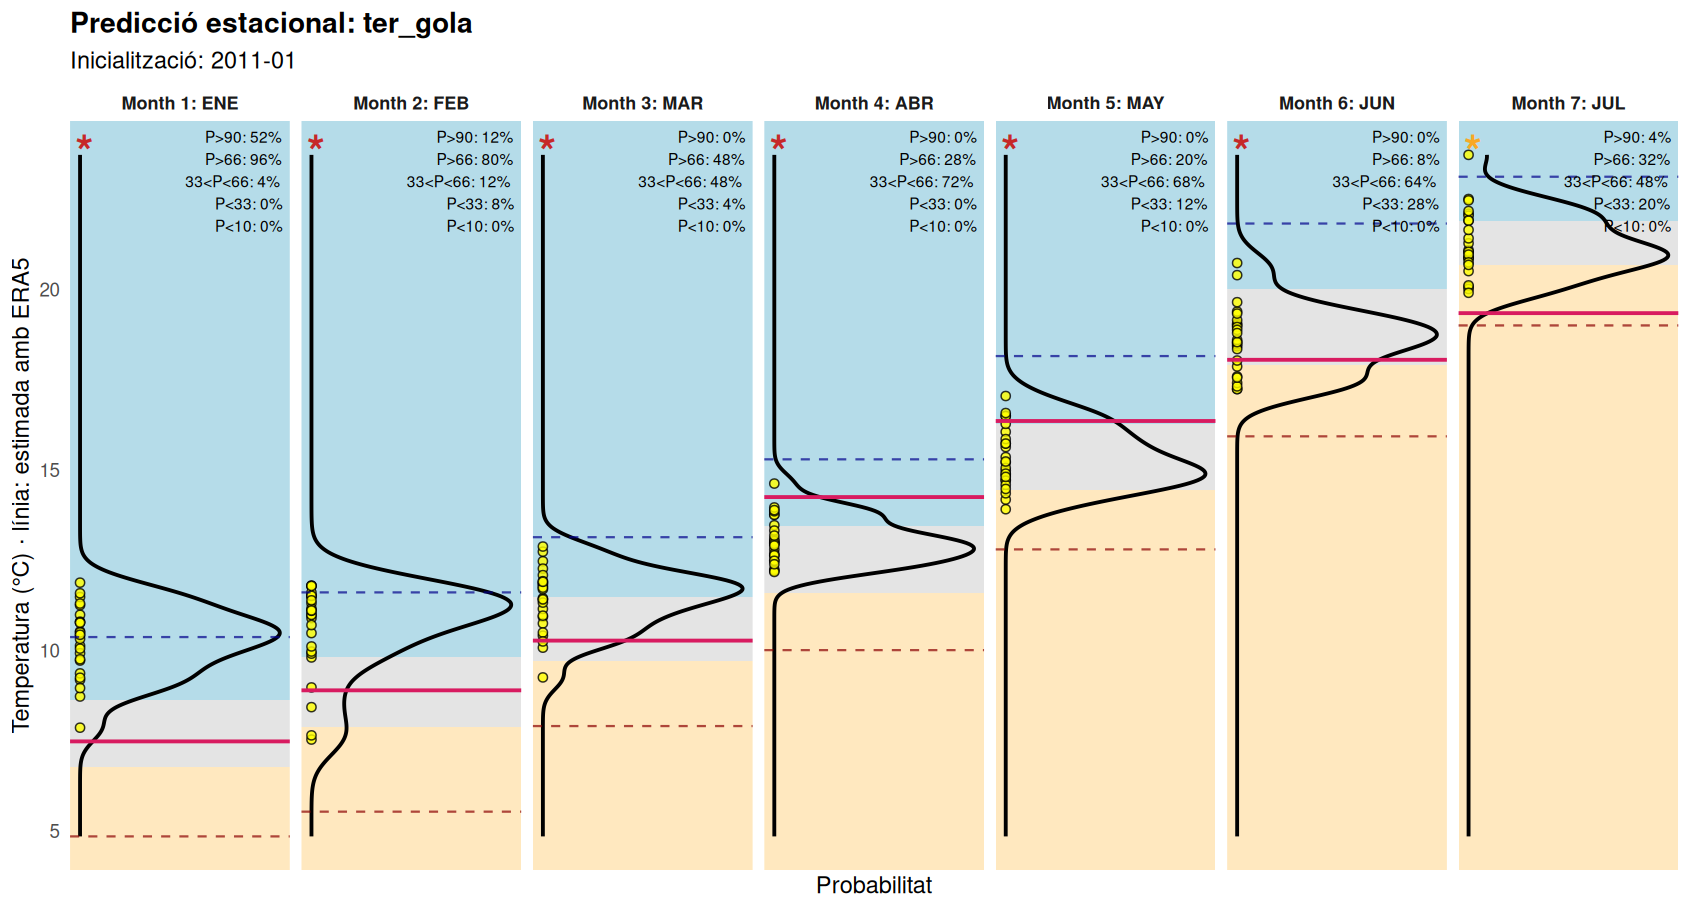 Predicció estacional: ter_gola
Inicialització: 2011-01
Month 1: ENE
Month 2: FEB
Month 3: MAR
Month 4: ABR
Month 5: MAY
Month 6: JUN
Month 7: JUL
*
P>90: 52%
P>66: 96%
33<P<66: 4%
P<33: 0%
P<10: 0%
*
P>90: 12%
P>66: 80%
33<P<66: 12%
P<33: 8%
P<10: 0%
*
P>90: 0%
P>66: 48%
33<P<66: 48%
P<33: 4%
P<10: 0%
*
P>90: 0%
P>66: 28%
33<P<66: 72%
P<33: 0%
P<10: 0%
*
P>90: 0%
P>66: 20%
33<P<66: 68%
P<33: 12%
P<10: 0%
*
P>90: 0%
P>66: 8%
33<P<66: 64%
P<33: 28%
P<10: 0%
*
P>90: 4%
P>66: 32%
33<P<66: 48%
P<33: 20%
P<10: 0%
Temperatura (°C) · línia: estimada amb ERA5
20
15
10
5
Probabilitat